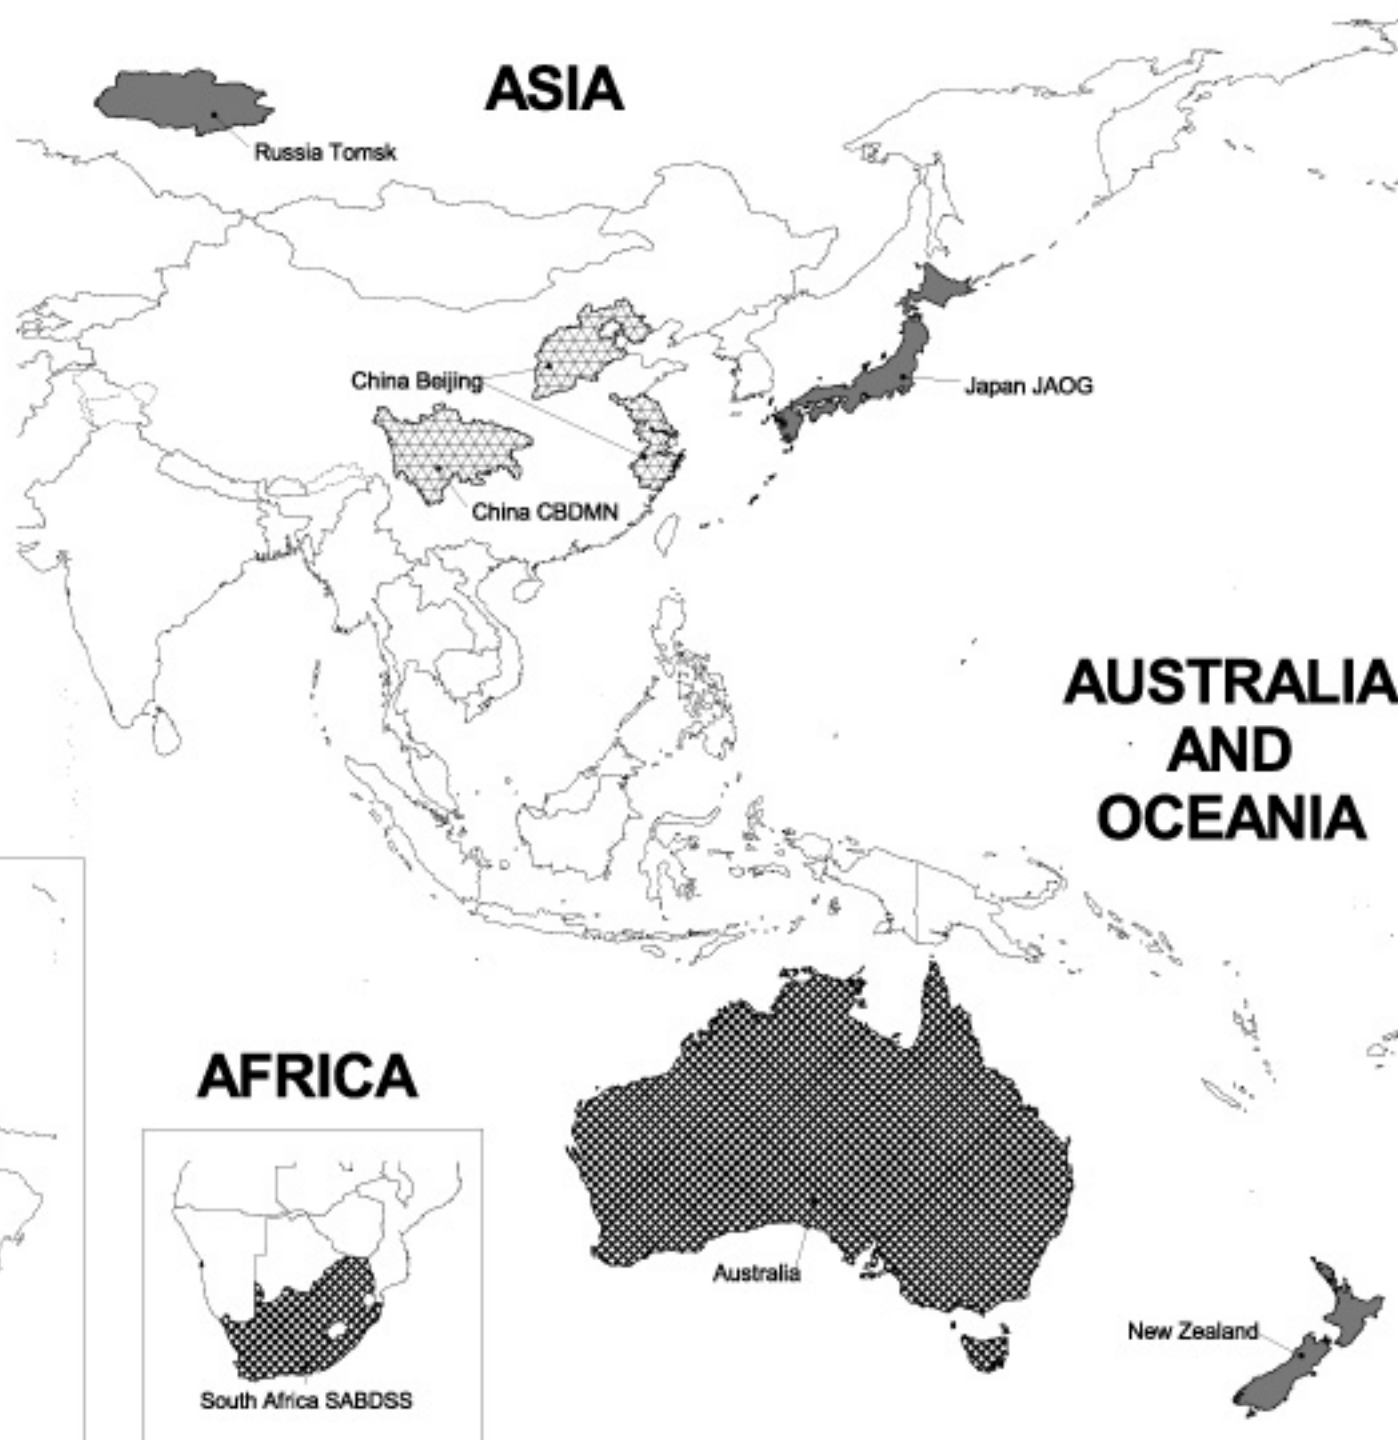 ASIA
Russia Tomsk
China Beijing
Japan JAOG
China CBDMN
AUSTRALIA
AND
OCEANIA
AFRICA
Australia
New Zealand
South Africa SABDSS